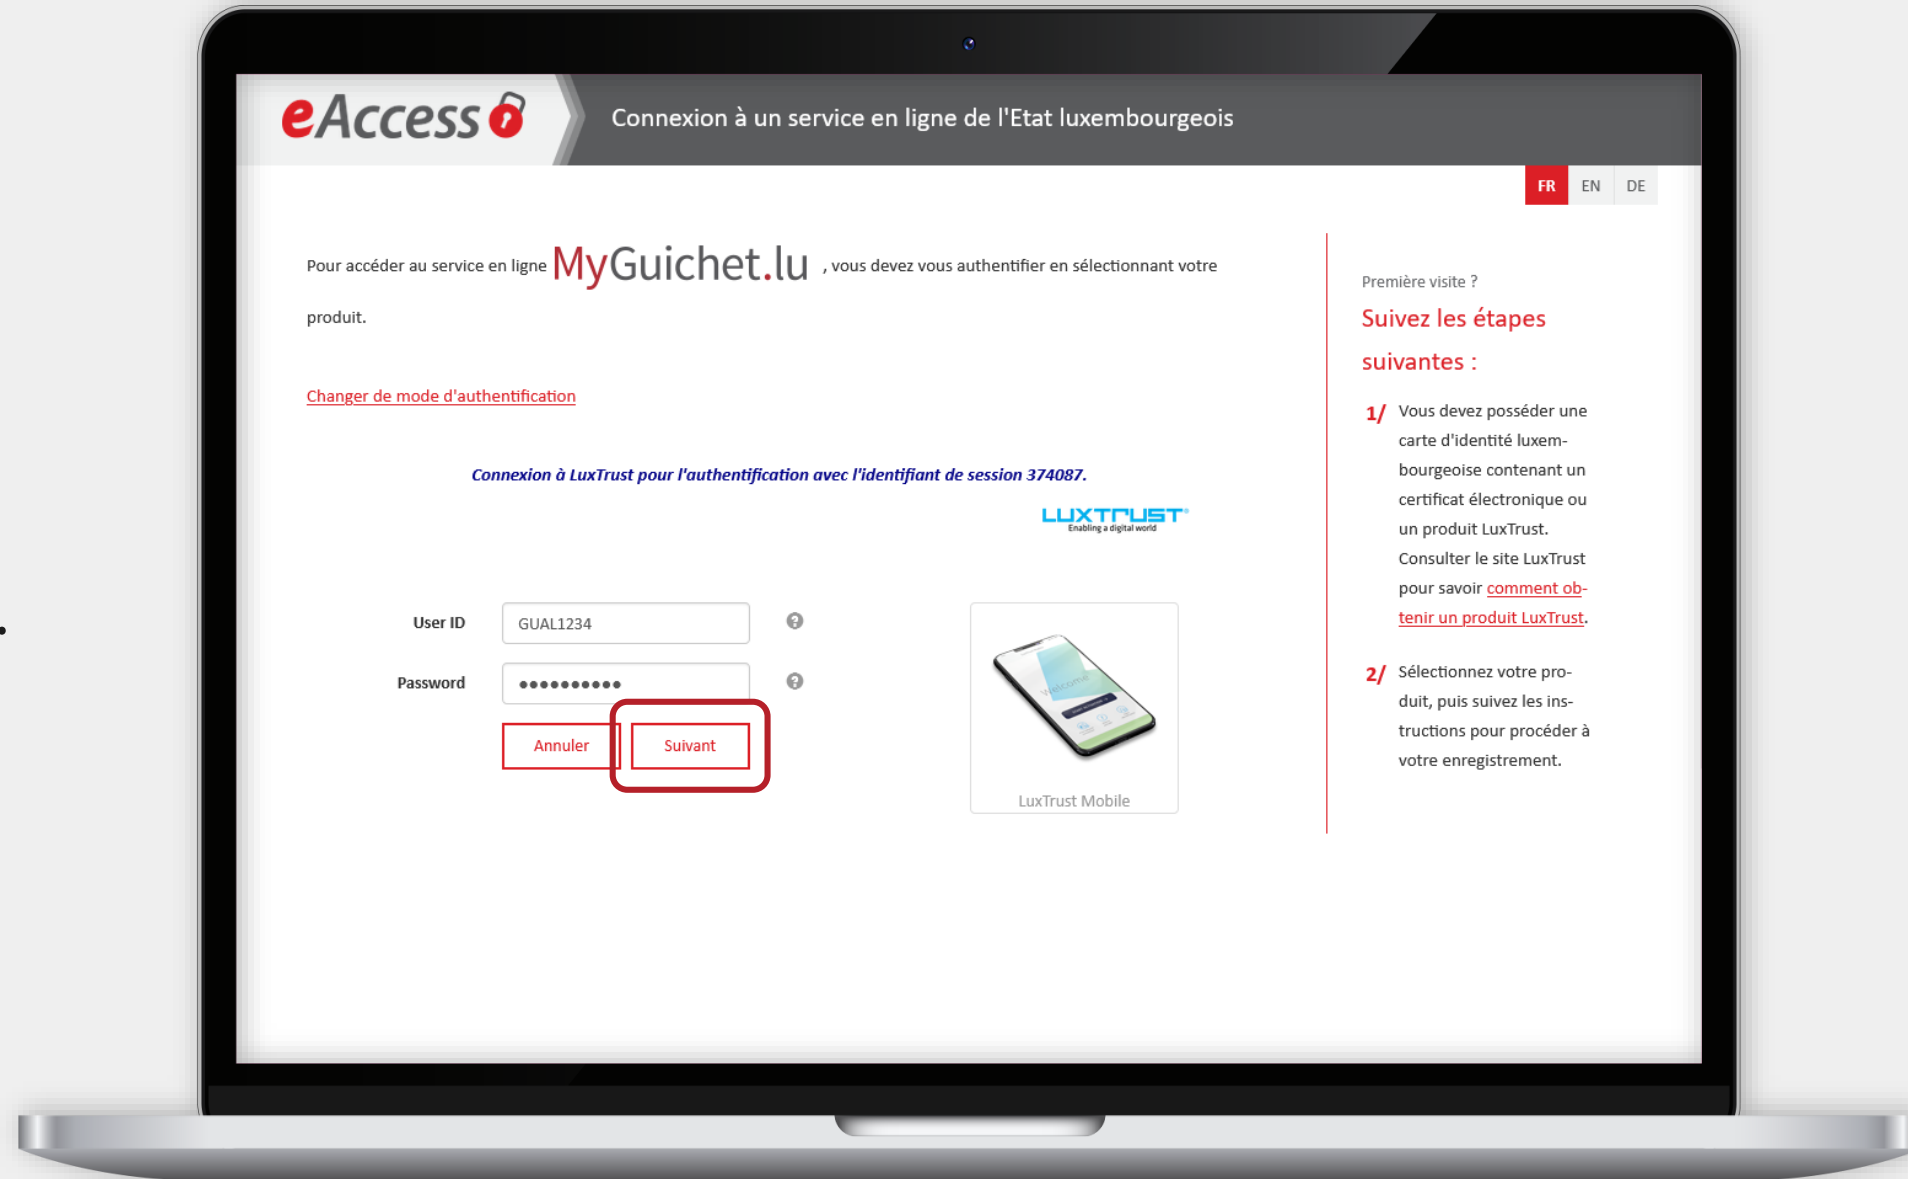 eAccess
Connexion à un service en ligne de l'Etat luxembourgeois
FR EN DE
Pour accéder au service en ligne MyGuichet.lu , vous devez vous authentifier en sélectionnant votre
produit.
Changer de mode d'authentification
Connexion à LuxTrust pour l'authentification avec l'identifiant de session 374087.
LUXTRUST
Enabling a digital world
User ID GUAL1234
Password ●●●●●●●●●●
Annuler Suivant
Welcome
LuxTrust Mobile
Première visite ?
Suivez les étapes
suivantes :
1/ Vous devez posséder une
carte d'identité luxem-
bourgeoise contenant un
certificat électronique ou
un produit LuxTrust.
Consulter le site LuxTrust
pour savoir comment ob-
tenir un produit LuxTrust.
2/ Sélectionnez votre pro-
duit, puis suivez les ins-
tructions pour procéder à
votre enregistrement.